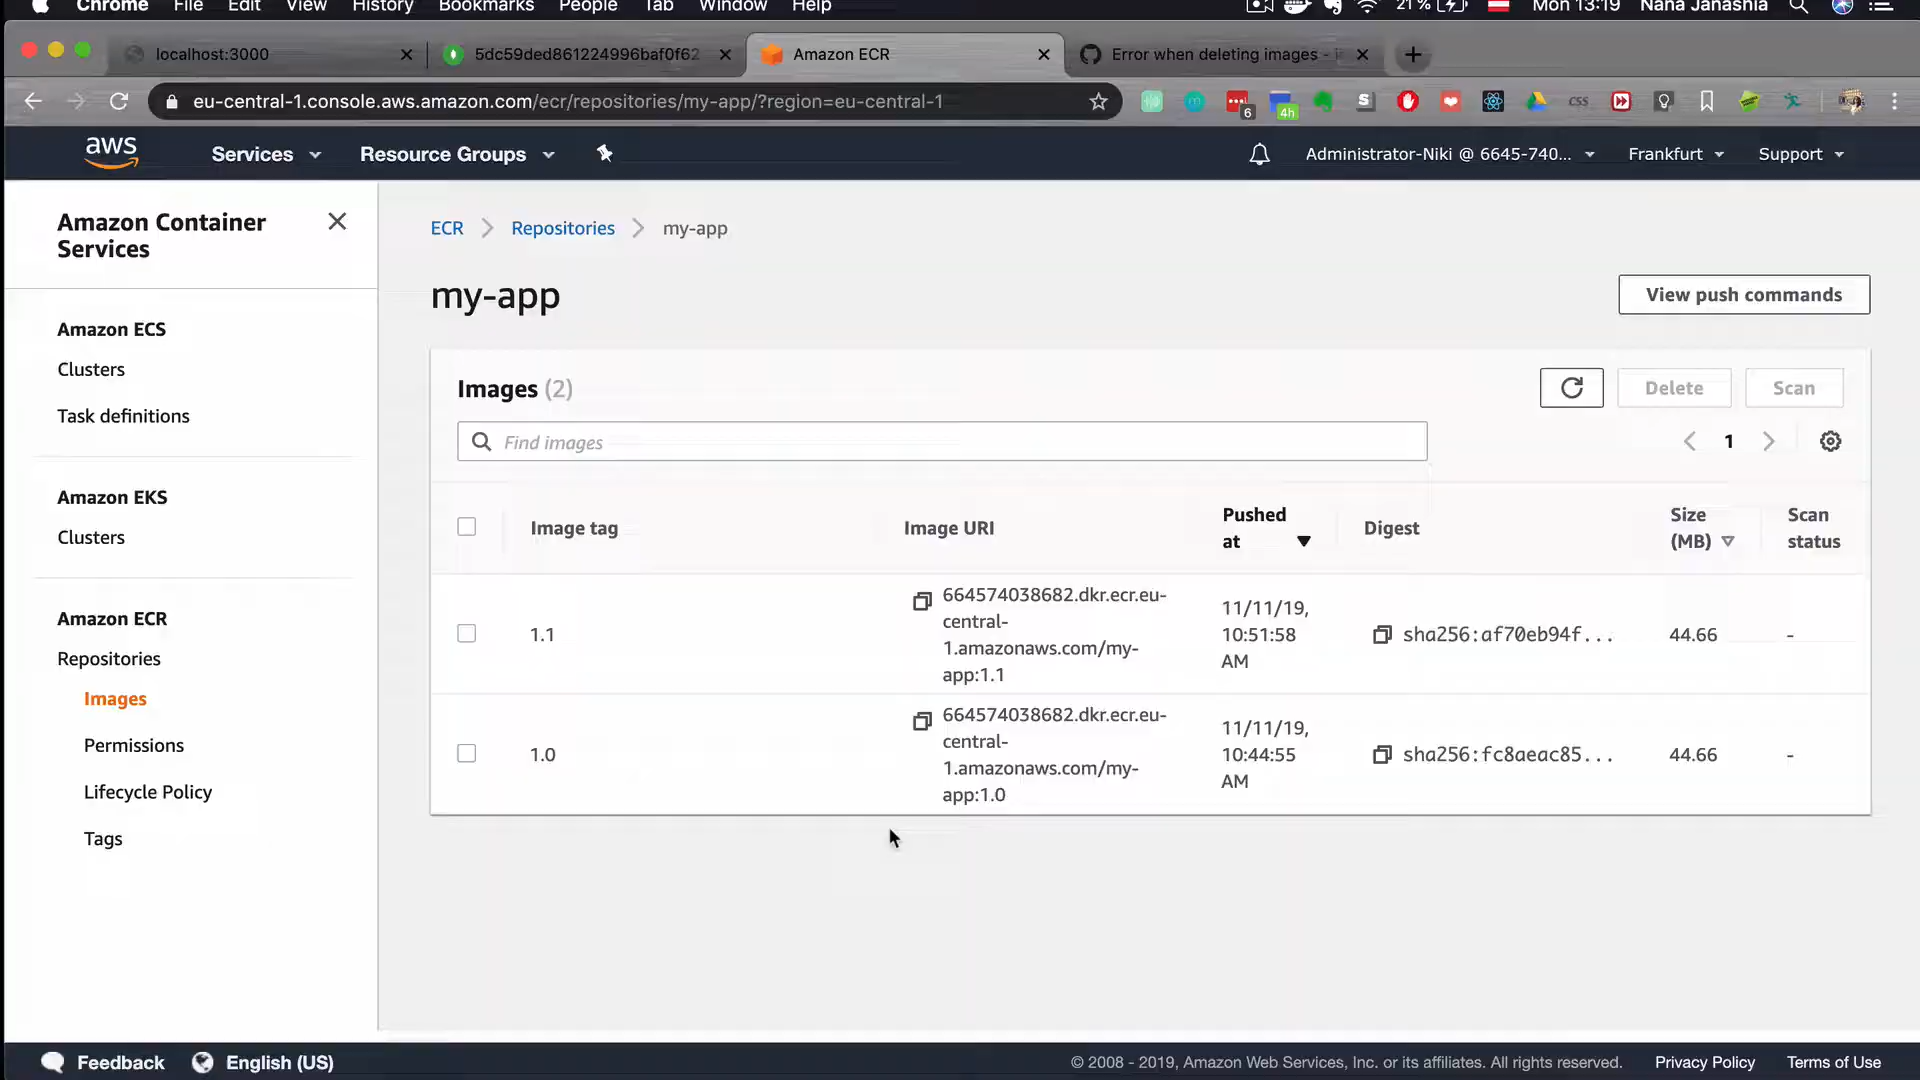 Chrome File Edit View History Bookmarks People Tab Window Help 21% Mon 13:19 Nana Janashia
localhost:3000
5dc59ded861224996baf0f62
Amazon ECR
Error when deleting images -
eu-central-1.console.aws.amazon.com/ecr/repositories/my-app/?region=eu-central-1
6
4h
S
CSS
aws
Services
Resource Groups
Administrator-Niki @ 6645-740...
Frankfurt
Support
Amazon Container
Services
Amazon ECS
Clusters
Task definitions
Amazon EKS
Clusters
Amazon ECR
Repositories
Images
Permissions
Lifecycle Policy
Tags
ECR
Repositories
my-app
my-app
View push commands
Images (2)
Delete
Scan
Find images
1
Image tag
Image URI
Pushed
at
Digest
Size
(MB)
Scan
status
1.1
664574038682.dkr.ecr.eu-
central-
1.amazonaws.com/my-
app:1.1
11/11/19,
10:51:58
AM
sha256:af70eb94f...
44.66
-
1.0
664574038682.dkr.ecr.eu-
central-
1.amazonaws.com/my-
app:1.0
11/11/19,
10:44:55
AM
sha256:fc8aeac85...
44.66
-
Feedback
English (US)
© 2008 - 2019, Amazon Web Services, Inc. or its affiliates. All rights reserved.
Privacy Policy
Terms of Use